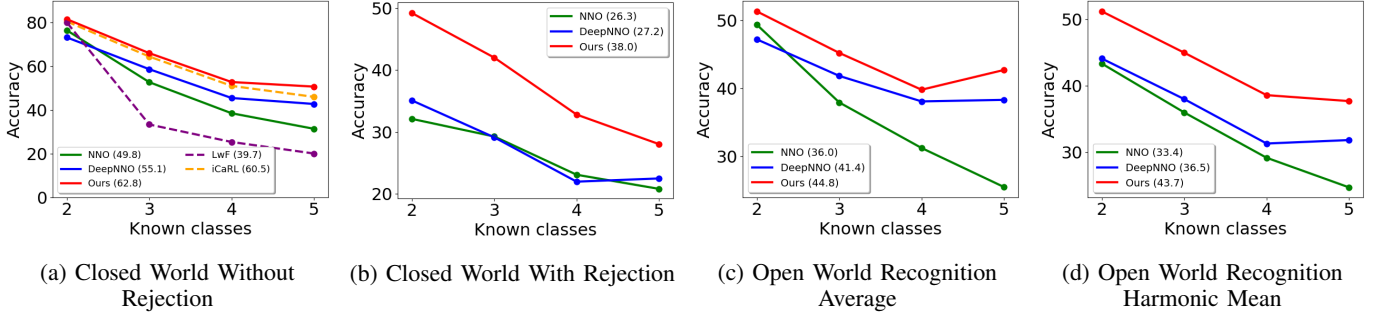 Accuracy
80
60
40
20
0
2
3
4
5
Known classes
NNO (49.8)
DeepNNO (55.1)
Ours (62.8)
LwF (39.7)
iCaRL (60.5)
(a) Closed World Without
Rejection
Accuracy
50
40
30
20
2
3
4
5
Known classes
NNO (26.3)
DeepNNO (27.2)
Ours (38.0)
(b) Closed World With Rejection
Accuracy
50
40
30
2
3
4
5
Known classes
NNO (36.0)
DeepNNO (41.4)
Ours (44.8)
(c) Open World Recognition
Average
Accuracy
50
40
30
2
3
4
5
Known classes
NNO (33.4)
DeepNNO (36.5)
Ours (43.7)
(d) Open World Recognition
Harmonic Mean